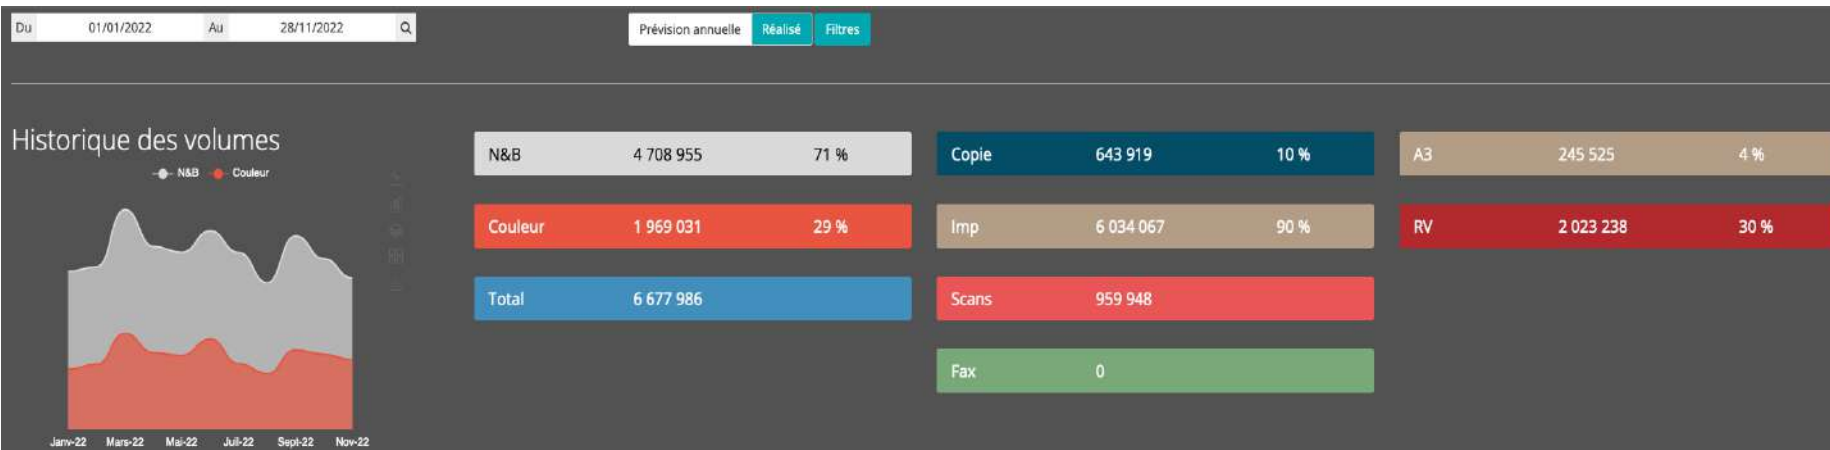 Du 01/01/2022 Au 28/11/2022
Prévision annuelle Réalisé Filtres
Historique des volumes
N&B Couleur
Janv-22 Mars-22 Mai-22 Juil-22 Sept-22 Nov-22
N&B 4 708 955 71 %
Couleur 1 969 031 29 %
Total 6 677 986
Copie 643 919 10 %
Imp 6 034 067 90 %
Scans 959 948
Fax 0
A3 245 525 4 %
RV 2 023 238 30 %